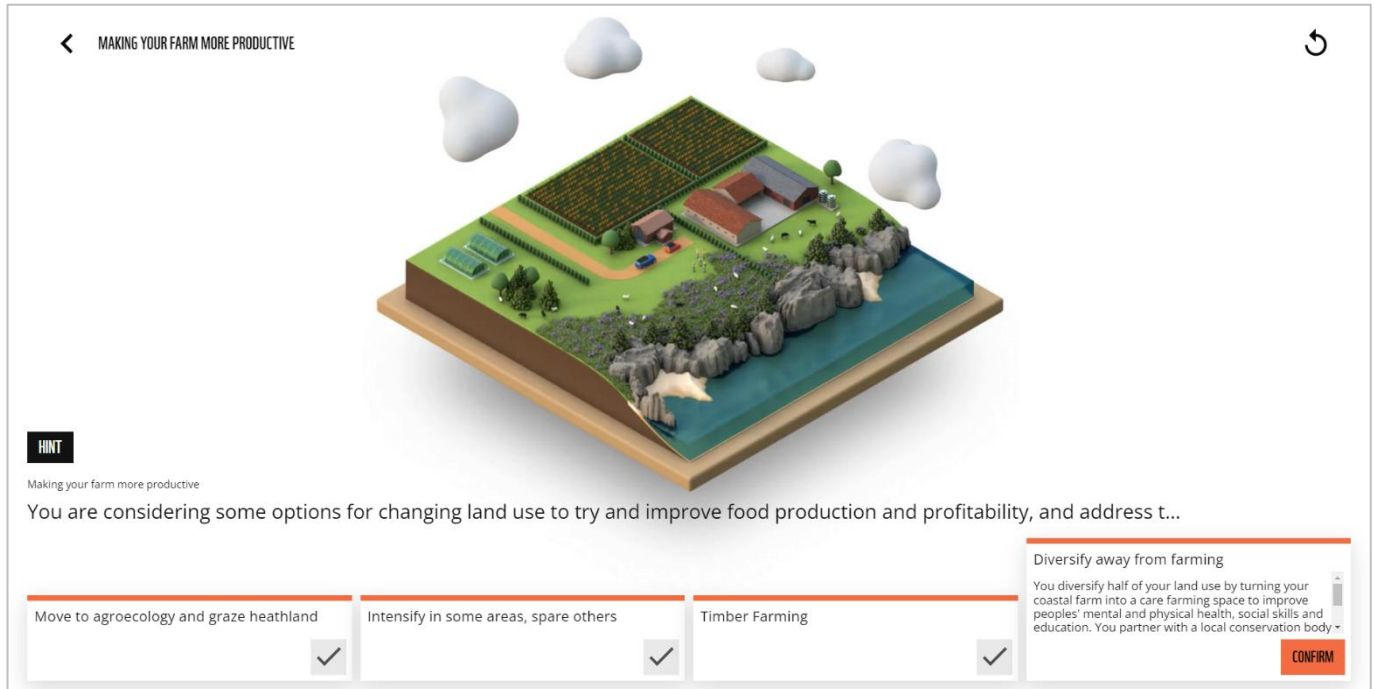 MAKING YOUR FARM MORE PRODUCTIVE
HINT
Making your farm more productive
You are considering some options for changing land use to try and improve food production and profitability, and address t...
Move to agroecology and graze heathland
Intensify in some areas, spare others
Timber Farming
Diversify away from farming
You diversify half of your land use by turning your
coastal farm into a care farming space to improve
peoples' mental and physical health, social skills and
education. You partner with a local conservation body
CONFIRM